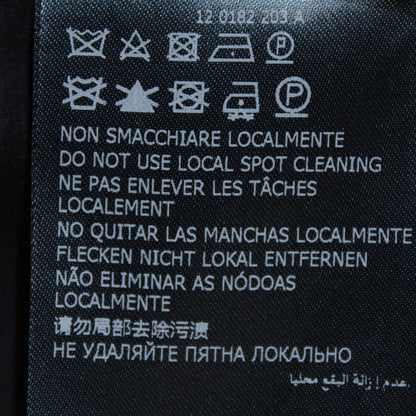 12 0182 203 A
P
P
NON SMACCHIARE LOCALMENTE
DO NOT USE LOCAL SPOT CLEANING
NE PAS ENLEVER LES TÂCHES
LOCALEMENT
NO QUITAR LAS MANCHAS LOCALMENTE
FLECKEN NICHT LOKAL ENTFERNEN
NÃO ELIMINAR AS NÓDOAS
LOCALMENTE
请勿局部去除污渍
НЕ УДАЛЯЙТЕ ПЯТНА ЛОКАЛЬНО
عدم إزالة البقع محليا